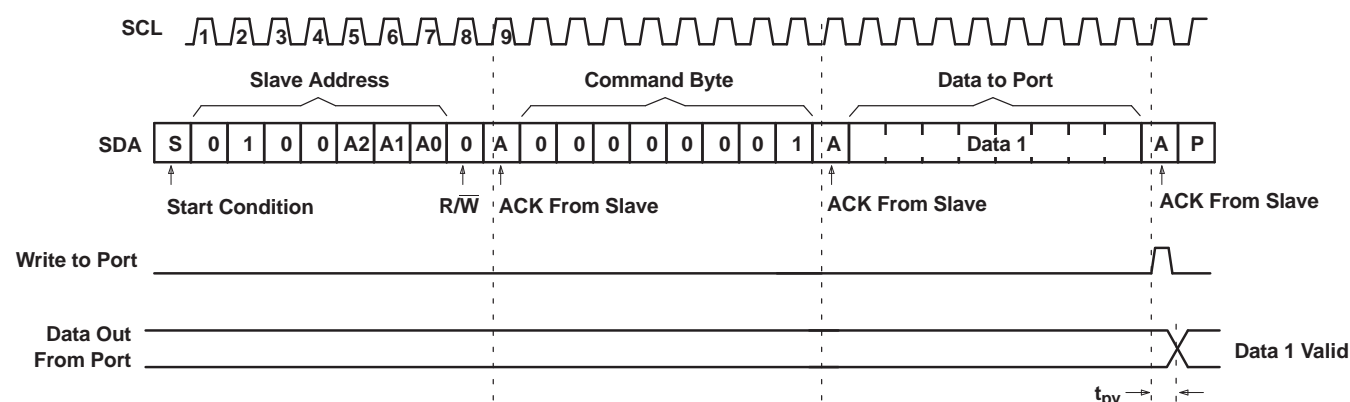 SCL 1 2 3 4 5 6 7 8 9
Slave Address Command Byte Data to Port
SDA S 0 1 0 0 A2 A1 A0 0 A 0 0 0 0 0 0 0 1 A Data 1 A P
Start Condition R/W̅ ACK From Slave ACK From Slave ACK From Slave
Write to Port
Data Out
From Port
Data 1 Valid
tpv